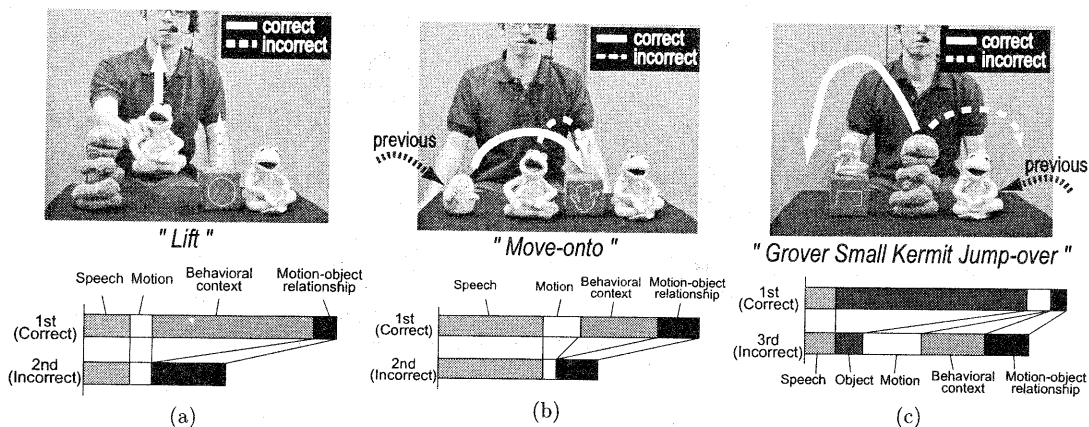 correct
incorrect
" Lift "
Speech Motion Behavioral context Motion-object relationship
1st (Correct)
2nd (Incorrect)
(a)
correct
incorrect
previous
" Move-onto "
Speech Motion Behavioral context Motion-object relationship
1st (Correct)
2nd (Incorrect)
(b)
correct
incorrect
previous
" Grover Small Kermit Jump-over "
1st (Correct)
3rd (Incorrect)
Speech Object Motion Behavioral context Motion-object relationship
(c)